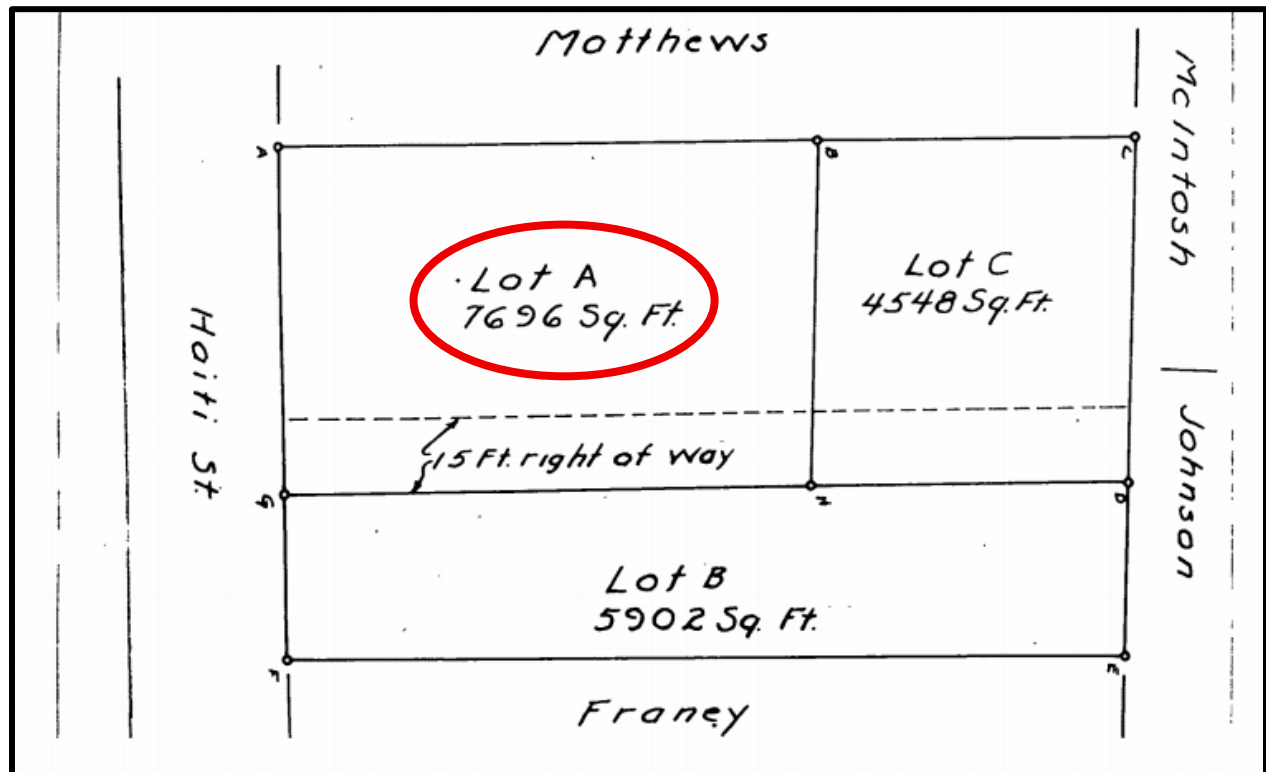 Matthews
McIntosh
A
B
C
Lot A
7696 Sq. Ft.
Lot C
4548 Sq. Ft.
Haiti St.
15 Ft. right of way
Johnson
G
H
D
Lot B
5902 Sq. Ft.
F
E
Franey